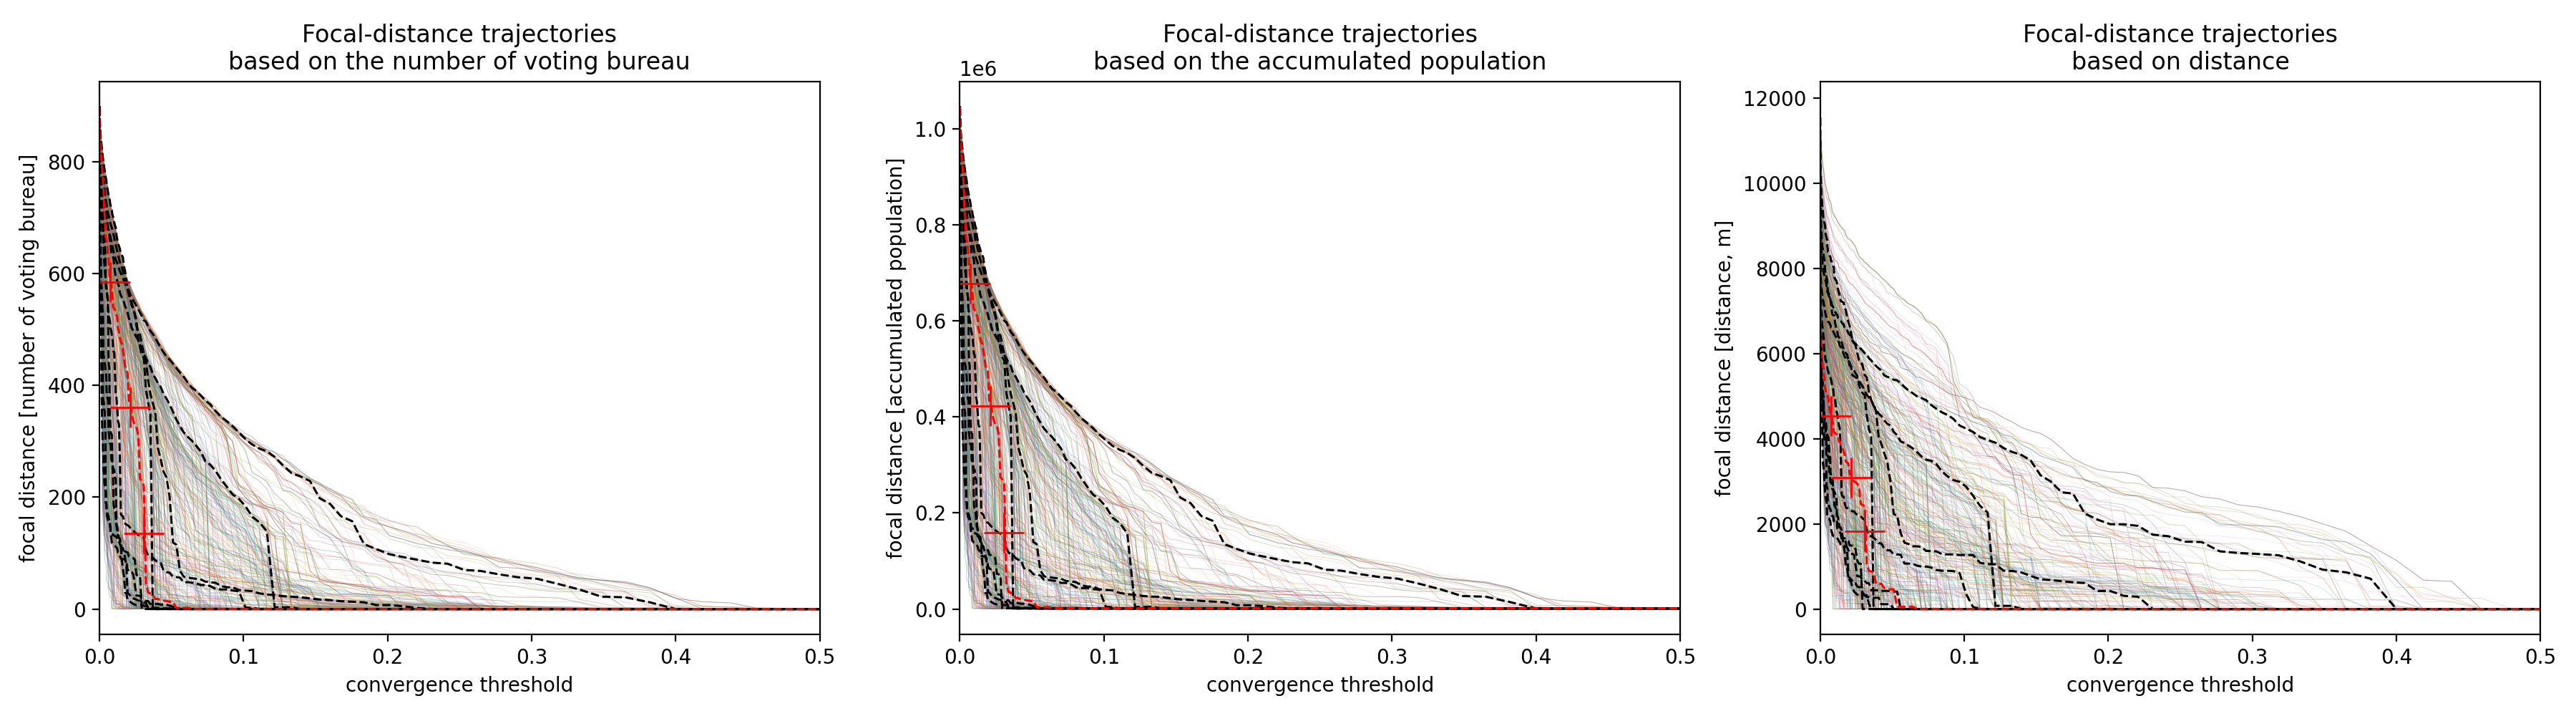 Focal-distance trajectories
based on the number of voting bureau
focal distance [number of voting bureau]
800
600
400
200
0
0.0 0.1 0.2 0.3 0.4 0.5
convergence threshold
Focal-distance trajectories
based on the accumulated population
1e6
focal distance [accumulated population]
1.0
0.8
0.6
0.4
0.2
0.0
0.0 0.1 0.2 0.3 0.4 0.5
convergence threshold
Focal-distance trajectories
based on distance
focal distance [distance, m]
12000
10000
8000
6000
4000
2000
0
0.0 0.1 0.2 0.3 0.4 0.5
convergence threshold